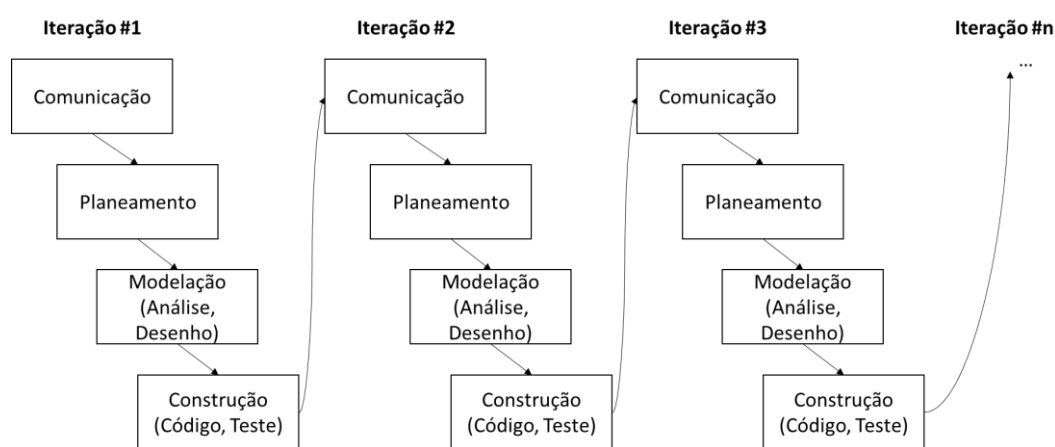 Iteração #1
Iteração #2
Iteração #3
Iteração #n
Comunicação
Comunicação
Comunicação
...
Planeamento
Planeamento
Planeamento
Modelação
(Análise,
Desenho)
Modelação
(Análise,
Desenho)
Modelação
(Análise,
Desenho)
Construção
(Código, Teste)
Construção
(Código, Teste)
Construção
(Código, Teste)